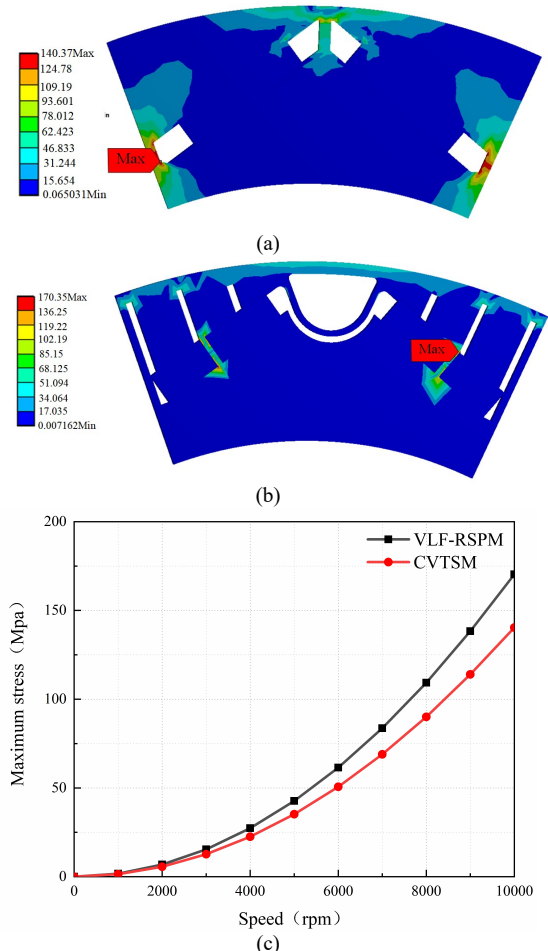 140.37Max
124.78
109.19
93.601
78.012
62.423
46.833
31.244
15.654
0.065031Min
Max
(a)
170.35Max
136.25
119.22
102.19
85.15
68.125
51.094
34.064
17.035
0.007162Min
Max
(b)
200
150
100
50
0
Maximum stress（Mpa）
VLF-RSPM
CVTSM
0 2000 4000 6000 8000 10000
Speed（rpm）
(c)